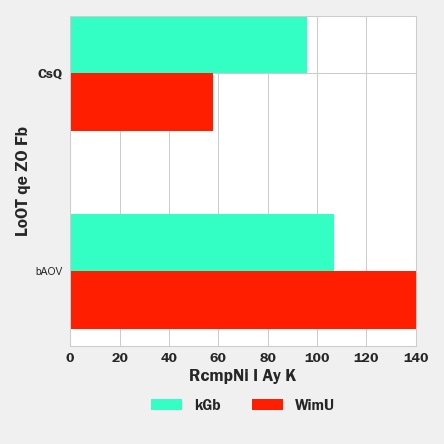 CsQ
bAOV
LoOT qe ZO Fb
0 20 40 60 80 100 120 140
RcmpNl I Ay K
kGb WimU